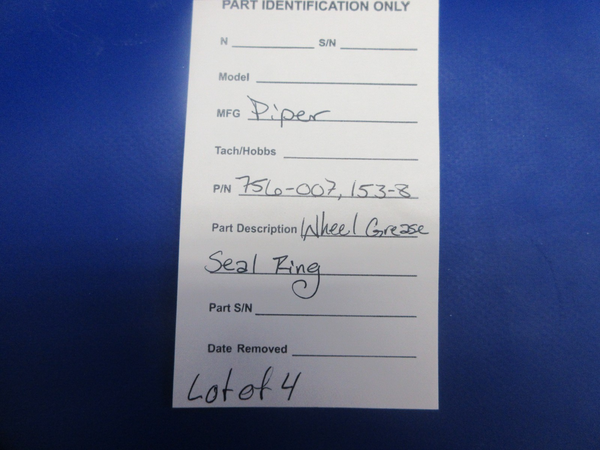 PART IDENTIFICATION ONLY
N S/N
Model
MFG Piper
Tach/Hobbs
P/N 756-007, 153-8
Part Description Wheel Grease
Seal Ring
Part S/N
Date Removed
Lot of 4